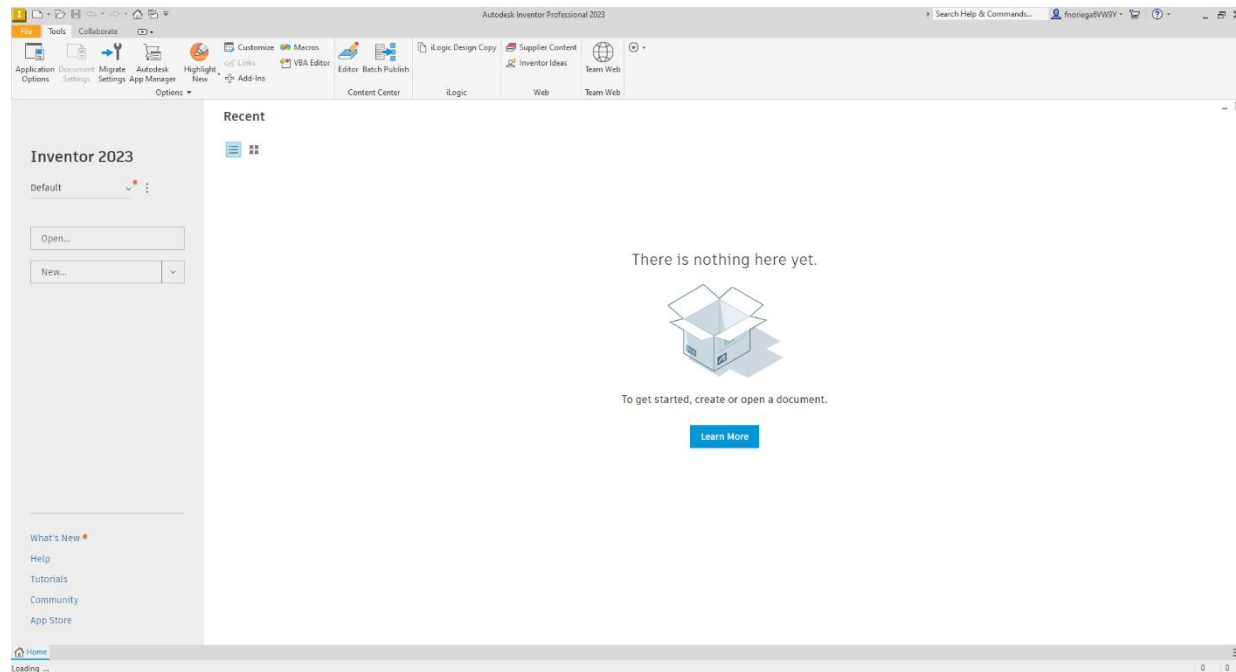 Autodesk Inventor Professional 2023
Search Help & Commands...
fnoriega6VW9Y
File Tools Collaborate
Application Options
Document Settings
Migrate Settings
Autodesk App Manager
Highlight New
Customize
Links
Add-Ins
Macros
VBA Editor
Editor
Batch Publish
iLogic Design Copy
Supplier Content
Inventor Ideas
Team Web
Options
Content Center
iLogic
Web
Team Web
Recent
Inventor 2023
Default
Open...
New...
There is nothing here yet.
To get started, create or open a document.
Learn More
What's New
Help
Tutorials
Community
App Store
Home
Loading ...
0 0